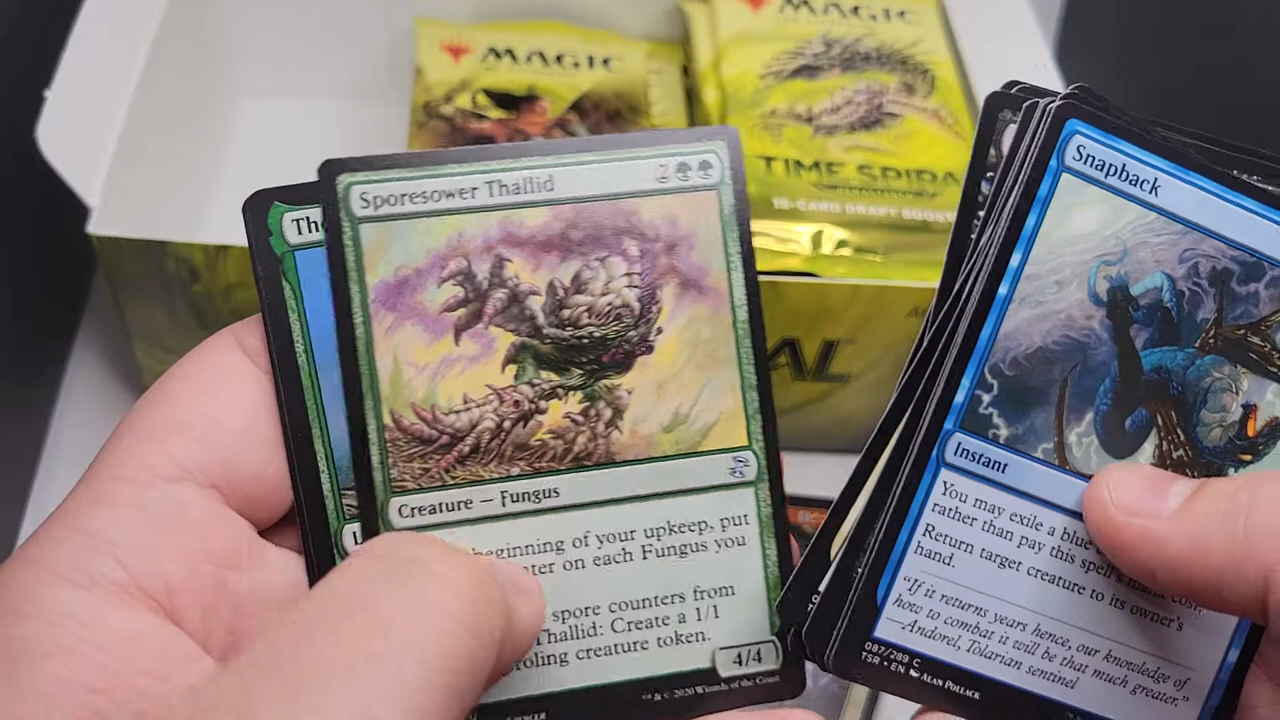 MAGIC
MAGIC
TIME SPIRA
15-CARD DRAFT BOOST
AL
Th
Sporesower Thallid
2
Creature — Fungus
beginning of your upkeep, put
on each Fungus you
spore counters from
Thallid: Create a 1/1
creature token.
4/4
™ & © 2020 Wizards of the Coast
Snapback
Instant
You may exile a blue
rather than pay this spell's mana cost.
Return target creature to its owner's
hand.
"If it returns years hence, our knowledge of
how to combat it will be that much greater."
—Andorel, Tolarian sentinel
087/289 C
TSR • EN ALAN POLLACK